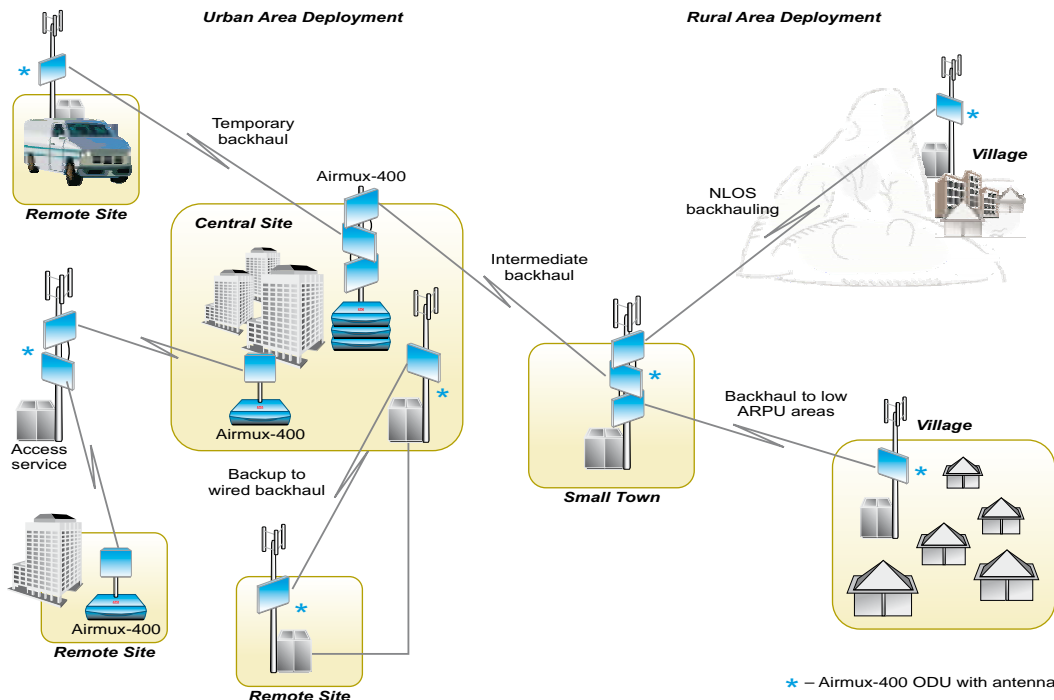 Urban Area Deployment
Rural Area Deployment
*
Temporary
backhaul
Remote Site
Airmux-400
Central Site
Intermediate
backhaul
NLOS
backhauling
*
Village
*
Access
service
Airmux-400
*
Backup to
wired backhaul
*
Small Town
Backhaul to low
ARPU areas
Village
*
Airmux-400
Remote Site
*
Remote Site
* – Airmux-400 ODU with antenna